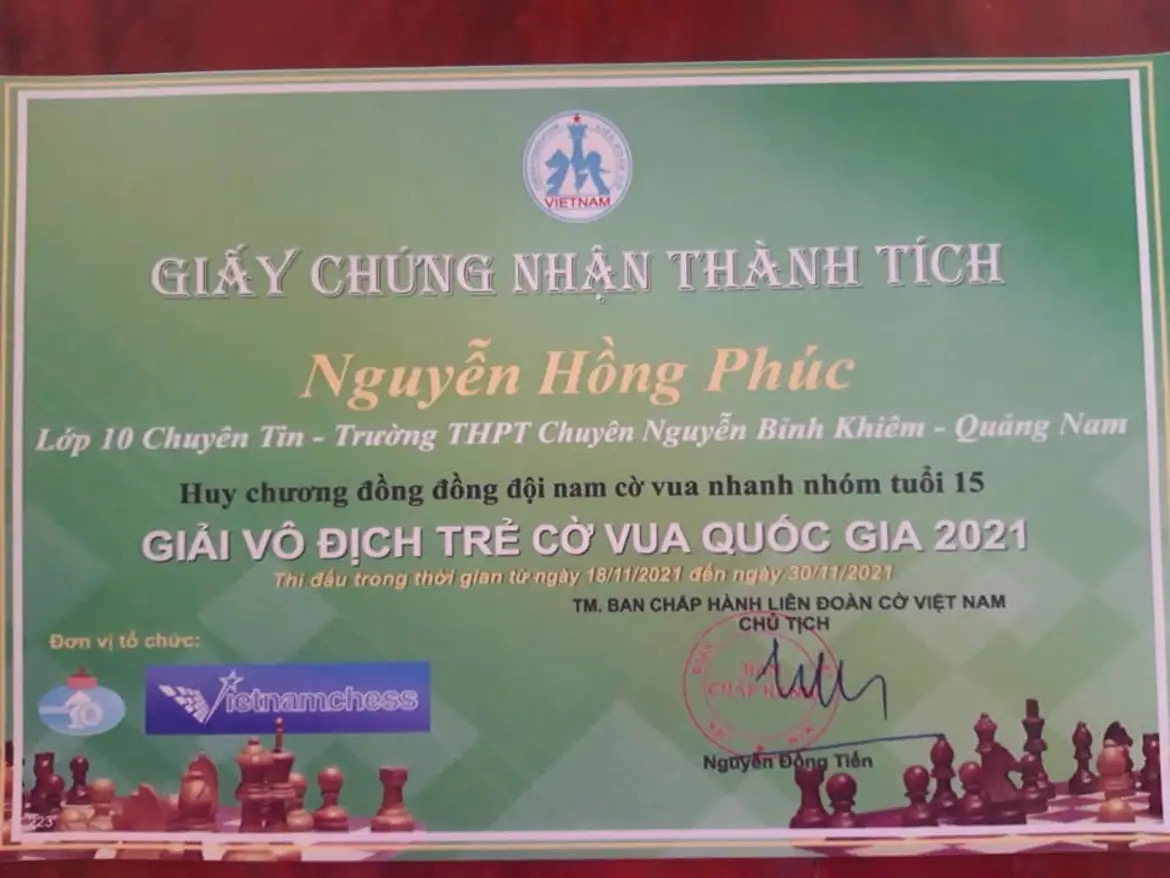 VIETNAM
GIẤY CHỨNG NHẬN THÀNH TÍCH
Nguyễn Hồng Phúc
Lớp 10 Chuyên Tin - Trường THPT Chuyên Nguyễn Bỉnh Khiêm - Quảng Nam
Huy chương đồng đồng đội nam cờ vua nhanh nhóm tuổi 15
GIẢI VÔ ĐỊCH TRẺ CỜ VUA QUỐC GIA 2021
Thi đấu trong thời gian từ ngày 18/11/2021 đến ngày 30/11/2021
TM. BAN CHẤP HÀNH LIÊN ĐOÀN CỜ VIỆT NAM
CHỦ TỊCH
Đơn vị tổ chức:
Vietnamchess
BAN
CHẤP HÀNH
Nguyễn Đồng Tiến
223